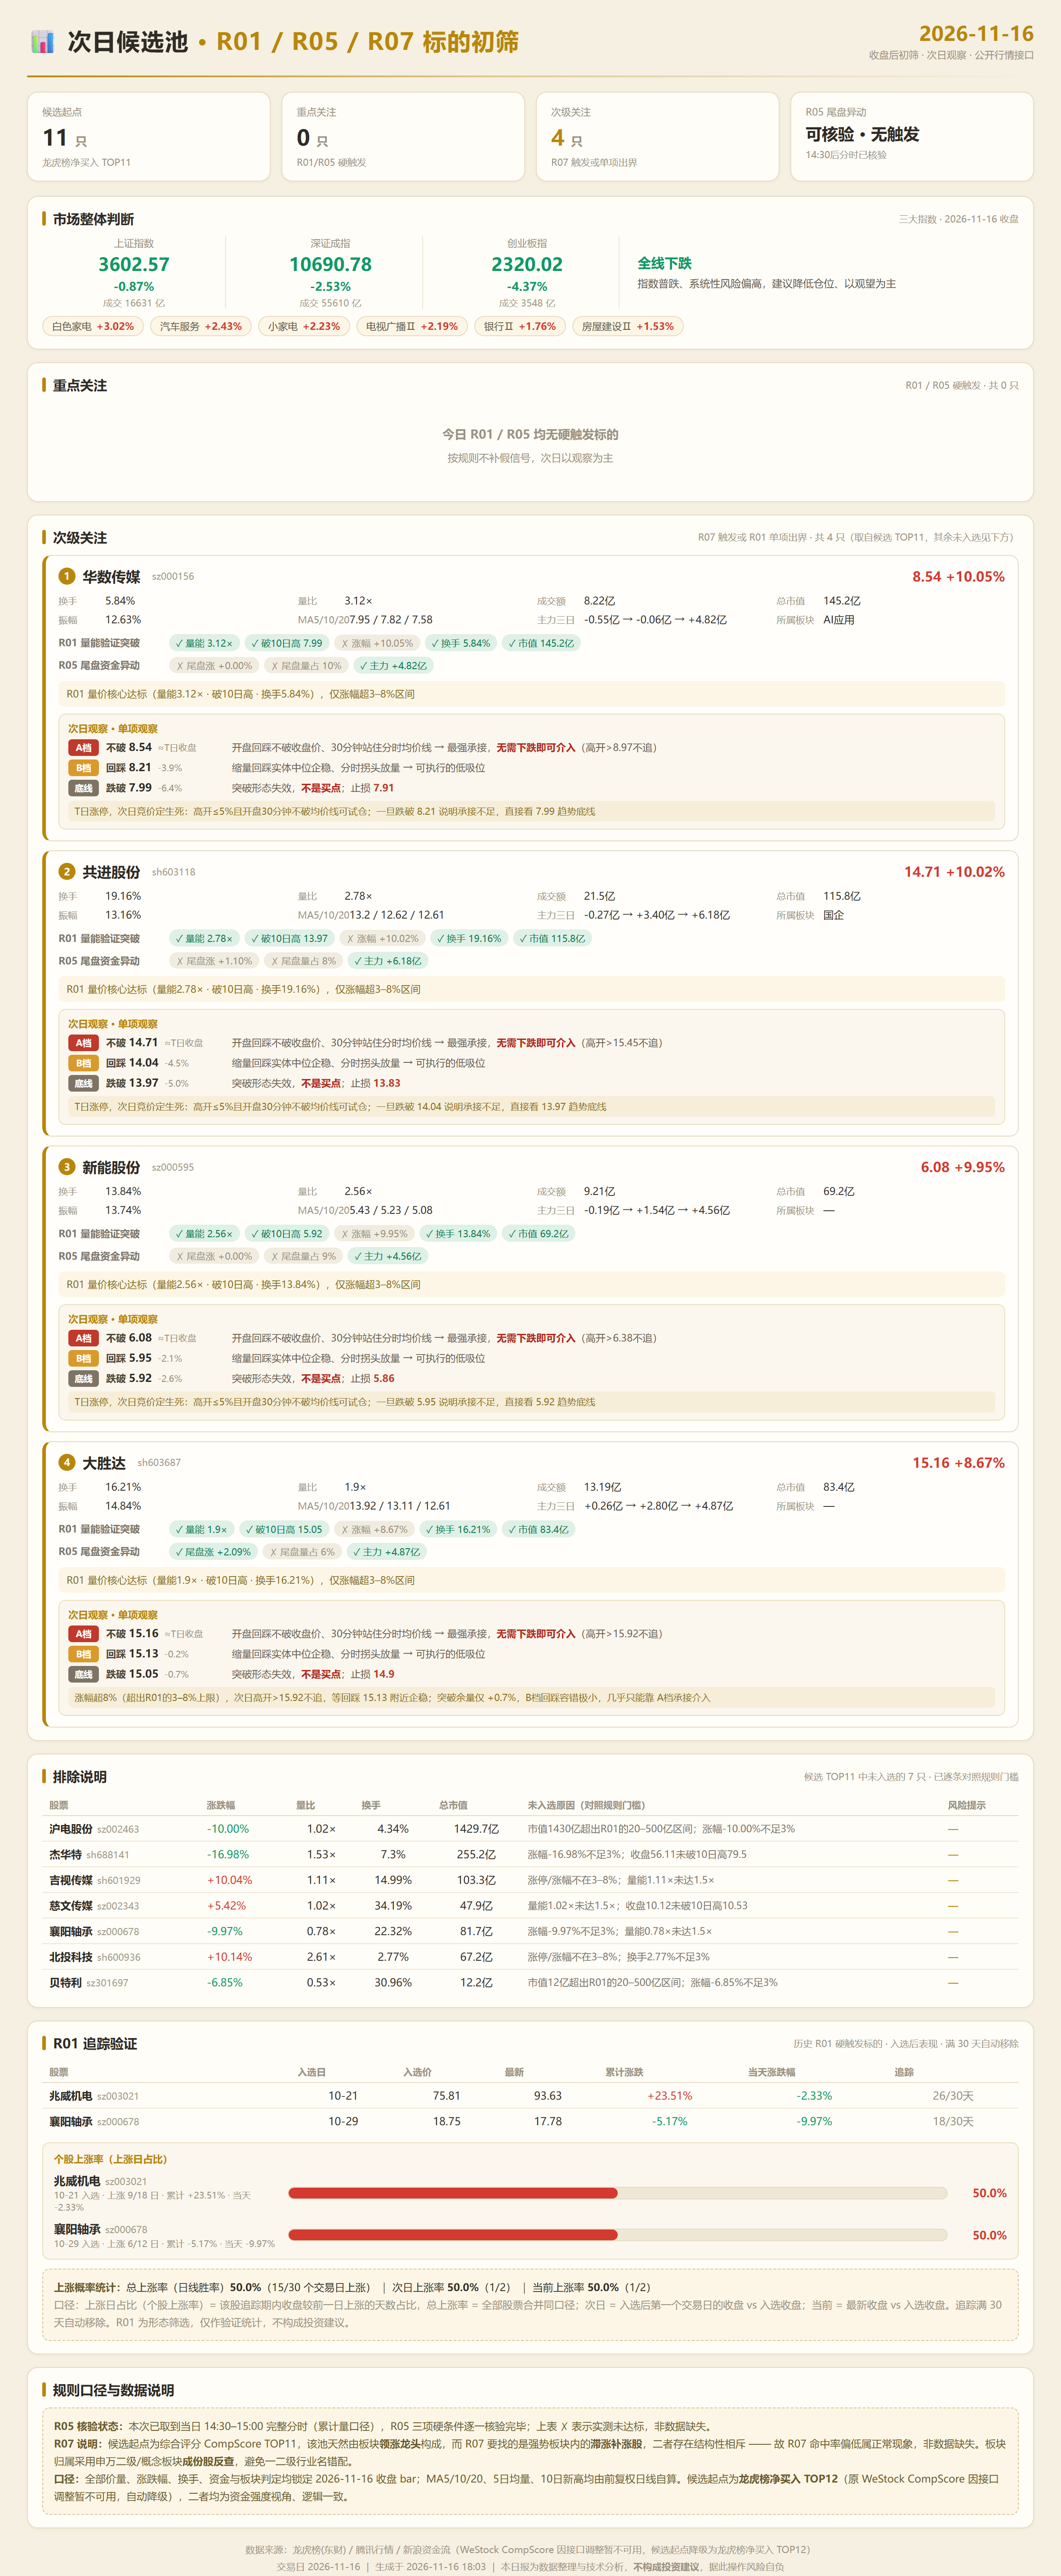 📊 次日候选池 · R01 / R05 / R07 标的初筛
2026-11-16
收盘后初筛 · 次日观察 · 公开行情接口
候选起点
11 只
龙虎榜净买入 TOP11
重点关注
0 只
R01/R05 硬触发
次级关注
4 只
R07 触发或单项出界
R05 尾盘异动
可核验 · 无触发
14:30后分时已核验
市场整体判断
三大指数 · 2026-11-16 收盘
上证指数
3602.57
-0.87%
成交 16631 亿
深证成指
10690.78
-2.53%
成交 55610 亿
创业板指
2320.02
-4.37%
成交 3548 亿
全线下跌
指数普跌、系统性风险偏高，建议降低仓位、以观望为主
白色家电 +3.02% 汽车服务 +2.43% 小家电 +2.23% 电视广播Ⅱ +2.19% 银行Ⅱ +1.76% 房屋建设Ⅱ +1.53%
重点关注
R01 / R05 硬触发 · 共 0 只
今日 R01 / R05 均无硬触发标的
按规则不补假信号，次日以观察为主
次级关注
R07 触发或 R01 单项出界 · 共 4 只（取自候选 TOP11，其余未入选见下方）
1 华数传媒 sz000156 8.54 +10.05%
换手 5.84% 量比 3.12× 成交额 8.22亿 总市值 145.2亿
振幅 12.63% MA5/10/20 7.95 / 7.82 / 7.58 主力三日 -0.55亿 → -0.06亿 → +4.82亿 所属板块 AI应用
R01 量能验证突破 ✓ 量能 3.12× ✓ 破10日高 7.99 ✗ 涨幅 +10.05% ✓ 换手 5.84% ✓ 市值 145.2亿
R05 尾盘资金异动 ✗ 尾盘涨 +0.00% ✗ 尾盘量占 10% ✓ 主力 +4.82亿
R01 量价核心达标（量能3.12× · 破10日高 · 换手5.84%），仅涨幅超3–8%区间
次日观察 · 单项观察
A档 不破 8.54 ≈T日收盘 开盘回踩不破收盘价、30分钟站住分时均价线 → 最强承接，无需下跌即可介入（高开>8.97不追）
B档 回踩 8.21 -3.9% 缩量回踩实体中位企稳、分时拐头放量 → 可执行的低吸位
底线 跌破 7.99 -6.4% 突破形态失效，不是买点；止损 7.91
T日涨停，次日竞价定生死：高开≤5%且开盘30分钟不破均价线可试仓；一旦跌破 8.21 说明承接不足，直接看 7.99 趋势底线
2 共进股份 sh603118 14.71 +10.02%
换手 19.16% 量比 2.78× 成交额 21.5亿 总市值 115.8亿
振幅 13.16% MA5/10/20 13.2 / 12.62 / 12.61 主力三日 -0.27亿 → +3.40亿 → +6.18亿 所属板块 国企
R01 量能验证突破 ✓ 量能 2.78× ✓ 破10日高 13.97 ✗ 涨幅 +10.02% ✓ 换手 19.16% ✓ 市值 115.8亿
R05 尾盘资金异动 ✗ 尾盘涨 +1.10% ✗ 尾盘量占 8% ✓ 主力 +6.18亿
R01 量价核心达标（量能2.78× · 破10日高 · 换手19.16%），仅涨幅超3–8%区间
次日观察 · 单项观察
A档 不破 14.71 ≈T日收盘 开盘回踩不破收盘价、30分钟站住分时均价线 → 最强承接，无需下跌即可介入（高开>15.45不追）
B档 回踩 14.04 -4.5% 缩量回踩实体中位企稳、分时拐头放量 → 可执行的低吸位
底线 跌破 13.97 -5.0% 突破形态失效，不是买点；止损 13.83
T日涨停，次日竞价定生死：高开≤5%且开盘30分钟不破均价线可试仓；一旦跌破 14.04 说明承接不足，直接看 13.97 趋势底线
3 新能股份 sz000595 6.08 +9.95%
换手 13.84% 量比 2.56× 成交额 9.21亿 总市值 69.2亿
振幅 13.74% MA5/10/20 5.43 / 5.23 / 5.08 主力三日 -0.19亿 → +1.54亿 → +4.56亿 所属板块 —
R01 量能验证突破 ✓ 量能 2.56× ✓ 破10日高 5.92 ✗ 涨幅 +9.95% ✓ 换手 13.84% ✓ 市值 69.2亿
R05 尾盘资金异动 ✗ 尾盘涨 +0.00% ✗ 尾盘量占 9% ✓ 主力 +4.56亿
R01 量价核心达标（量能2.56× · 破10日高 · 换手13.84%），仅涨幅超3–8%区间
次日观察 · 单项观察
A档 不破 6.08 ≈T日收盘 开盘回踩不破收盘价、30分钟站住分时均价线 → 最强承接，无需下跌即可介入（高开>6.38不追）
B档 回踩 5.95 -2.1% 缩量回踩实体中位企稳、分时拐头放量 → 可执行的低吸位
底线 跌破 5.92 -2.6% 突破形态失效，不是买点；止损 5.86
T日涨停，次日竞价定生死：高开≤5%且开盘30分钟不破均价线可试仓；一旦跌破 5.95 说明承接不足，直接看 5.92 趋势底线
4 大胜达 sh603687 15.16 +8.67%
换手 16.21% 量比 1.9× 成交额 13.19亿 总市值 83.4亿
振幅 14.84% MA5/10/20 13.92 / 13.11 / 12.61 主力三日 +0.26亿 → +2.80亿 → +4.87亿 所属板块 —
R01 量能验证突破 ✓ 量能 1.9× ✓ 破10日高 15.05 ✗ 涨幅 +8.67% ✓ 换手 16.21% ✓ 市值 83.4亿
R05 尾盘资金异动 ✓ 尾盘涨 +2.09% ✗ 尾盘量占 6% ✓ 主力 +4.87亿
R01 量价核心达标（量能1.9× · 破10日高 · 换手16.21%），仅涨幅超3–8%区间
次日观察 · 单项观察
A档 不破 15.16 ≈T日收盘 开盘回踩不破收盘价、30分钟站住分时均价线 → 最强承接，无需下跌即可介入（高开>15.92不追）
B档 回踩 15.13 -0.2% 缩量回踩实体中位企稳、分时拐头放量 → 可执行的低吸位
底线 跌破 15.05 -0.7% 突破形态失效，不是买点；止损 14.9
涨幅超8%（超出R01的3–8%上限），次日高开>15.92不追，等回踩 15.13 附近企稳；突破余量仅 +0.7%，B档回踩容错极小，几乎只能靠 A档承接介入
排除说明
候选 TOP11 中未入选的 7 只 · 已逐条对照规则门槛
股票 涨跌幅 量比 换手 总市值 未入选原因（对照规则门槛） 风险提示
沪电股份 sz002463 -10.00% 1.02× 4.34% 1429.7亿 市值1430亿超出R01的20–500亿区间；涨幅-10.00%不足3% —
杰华特 sh688141 -16.98% 1.53× 7.3% 255.2亿 涨幅-16.98%不足3%；收盘56.11未破10日高79.5 —
吉视传媒 sh601929 +10.04% 1.11× 14.99% 103.3亿 涨停/涨幅不在3–8%；量能1.11×未达1.5× —
慈文传媒 sz002343 +5.42% 1.02× 34.19% 47.9亿 量能1.02×未达1.5×；收盘10.12未破10日高10.53 —
襄阳轴承 sz000678 -9.97% 0.78× 22.32% 81.7亿 涨幅-9.97%不足3%；量能0.78×未达1.5× —
北投科技 sh600936 +10.14% 2.61× 2.77% 67.2亿 涨停/涨幅不在3–8%；换手2.77%不足3% —
贝特利 sz301697 -6.85% 0.53× 30.96% 12.2亿 市值12亿超出R01的20–500亿区间；涨幅-6.85%不足3% —
R01 追踪验证
历史 R01 硬触发标的 · 入选后表现 · 满 30 天自动移除
股票 入选日 入选价 最新 累计涨跌 当天涨跌幅 追踪
兆威机电 sz003021 10-21 75.81 93.63 +23.51% -2.33% 26/30天
襄阳轴承 sz000678 10-29 18.75 17.78 -5.17% -9.97% 18/30天
个股上涨率（上涨日占比）
兆威机电 sz003021
10-21 入选 · 上涨 9/18 日 · 累计 +23.51% · 当天
-2.33%
50.0%
襄阳轴承 sz000678
10-29 入选 · 上涨 6/12 日 · 累计 -5.17% · 当天 -9.97%
50.0%
上涨概率统计：总上涨率（日线胜率）50.0%（15/30 个交易日上涨） ｜ 次日上涨率 50.0%（1/2） ｜ 当前上涨率 50.0%（1/2）
口径：上涨日占比（个股上涨率）= 该股追踪期内收盘较前一日上涨的天数占比，总上涨率 = 全部股票合并同口径；次日 = 入选后第一个交易日的收盘 vs 入选收盘；当前 = 最新收盘 vs 入选收盘。追踪满 30
天自动移除。R01 为形态筛选，仅作验证统计，不构成投资建议。
规则口径与数据说明
R05 核验状态：本次已取到当日 14:30–15:00 完整分时（累计量口径），R05 三项硬条件逐一核验完毕；上表 ✗ 表示实测未达标，非数据缺失。
R07 说明：候选起点为综合评分 CompScore TOP11，该池天然由板块领涨龙头构成，而 R07 要找的是强势板块内的滞涨补涨股，二者存在结构性相斥 —— 故 R07 命中率偏低属正常现象，非数据缺失。板块
归属采用申万二级/概念板块成份股反查，避免一二级行业名错配。
口径：全部价量、涨跌幅、换手、资金与板块判定均锁定 2026-11-16 收盘 bar；MA5/10/20、5日均量、10日新高均由前复权日线自算。候选起点为龙虎榜净买入 TOP12（原 WeStock CompScore 因接口
调整暂不可用，自动降级），二者均为资金强度视角、逻辑一致。
数据来源：龙虎榜(东财) / 腾讯行情 / 新浪资金流（WeStock CompScore 因接口调整暂不可用，候选起点降级为龙虎榜净买入 TOP12）
交易日 2026-11-16 ｜ 生成于 2026-11-16 18:03 ｜ 本日报为数据整理与技术分析，不构成投资建议，据此操作风险自负